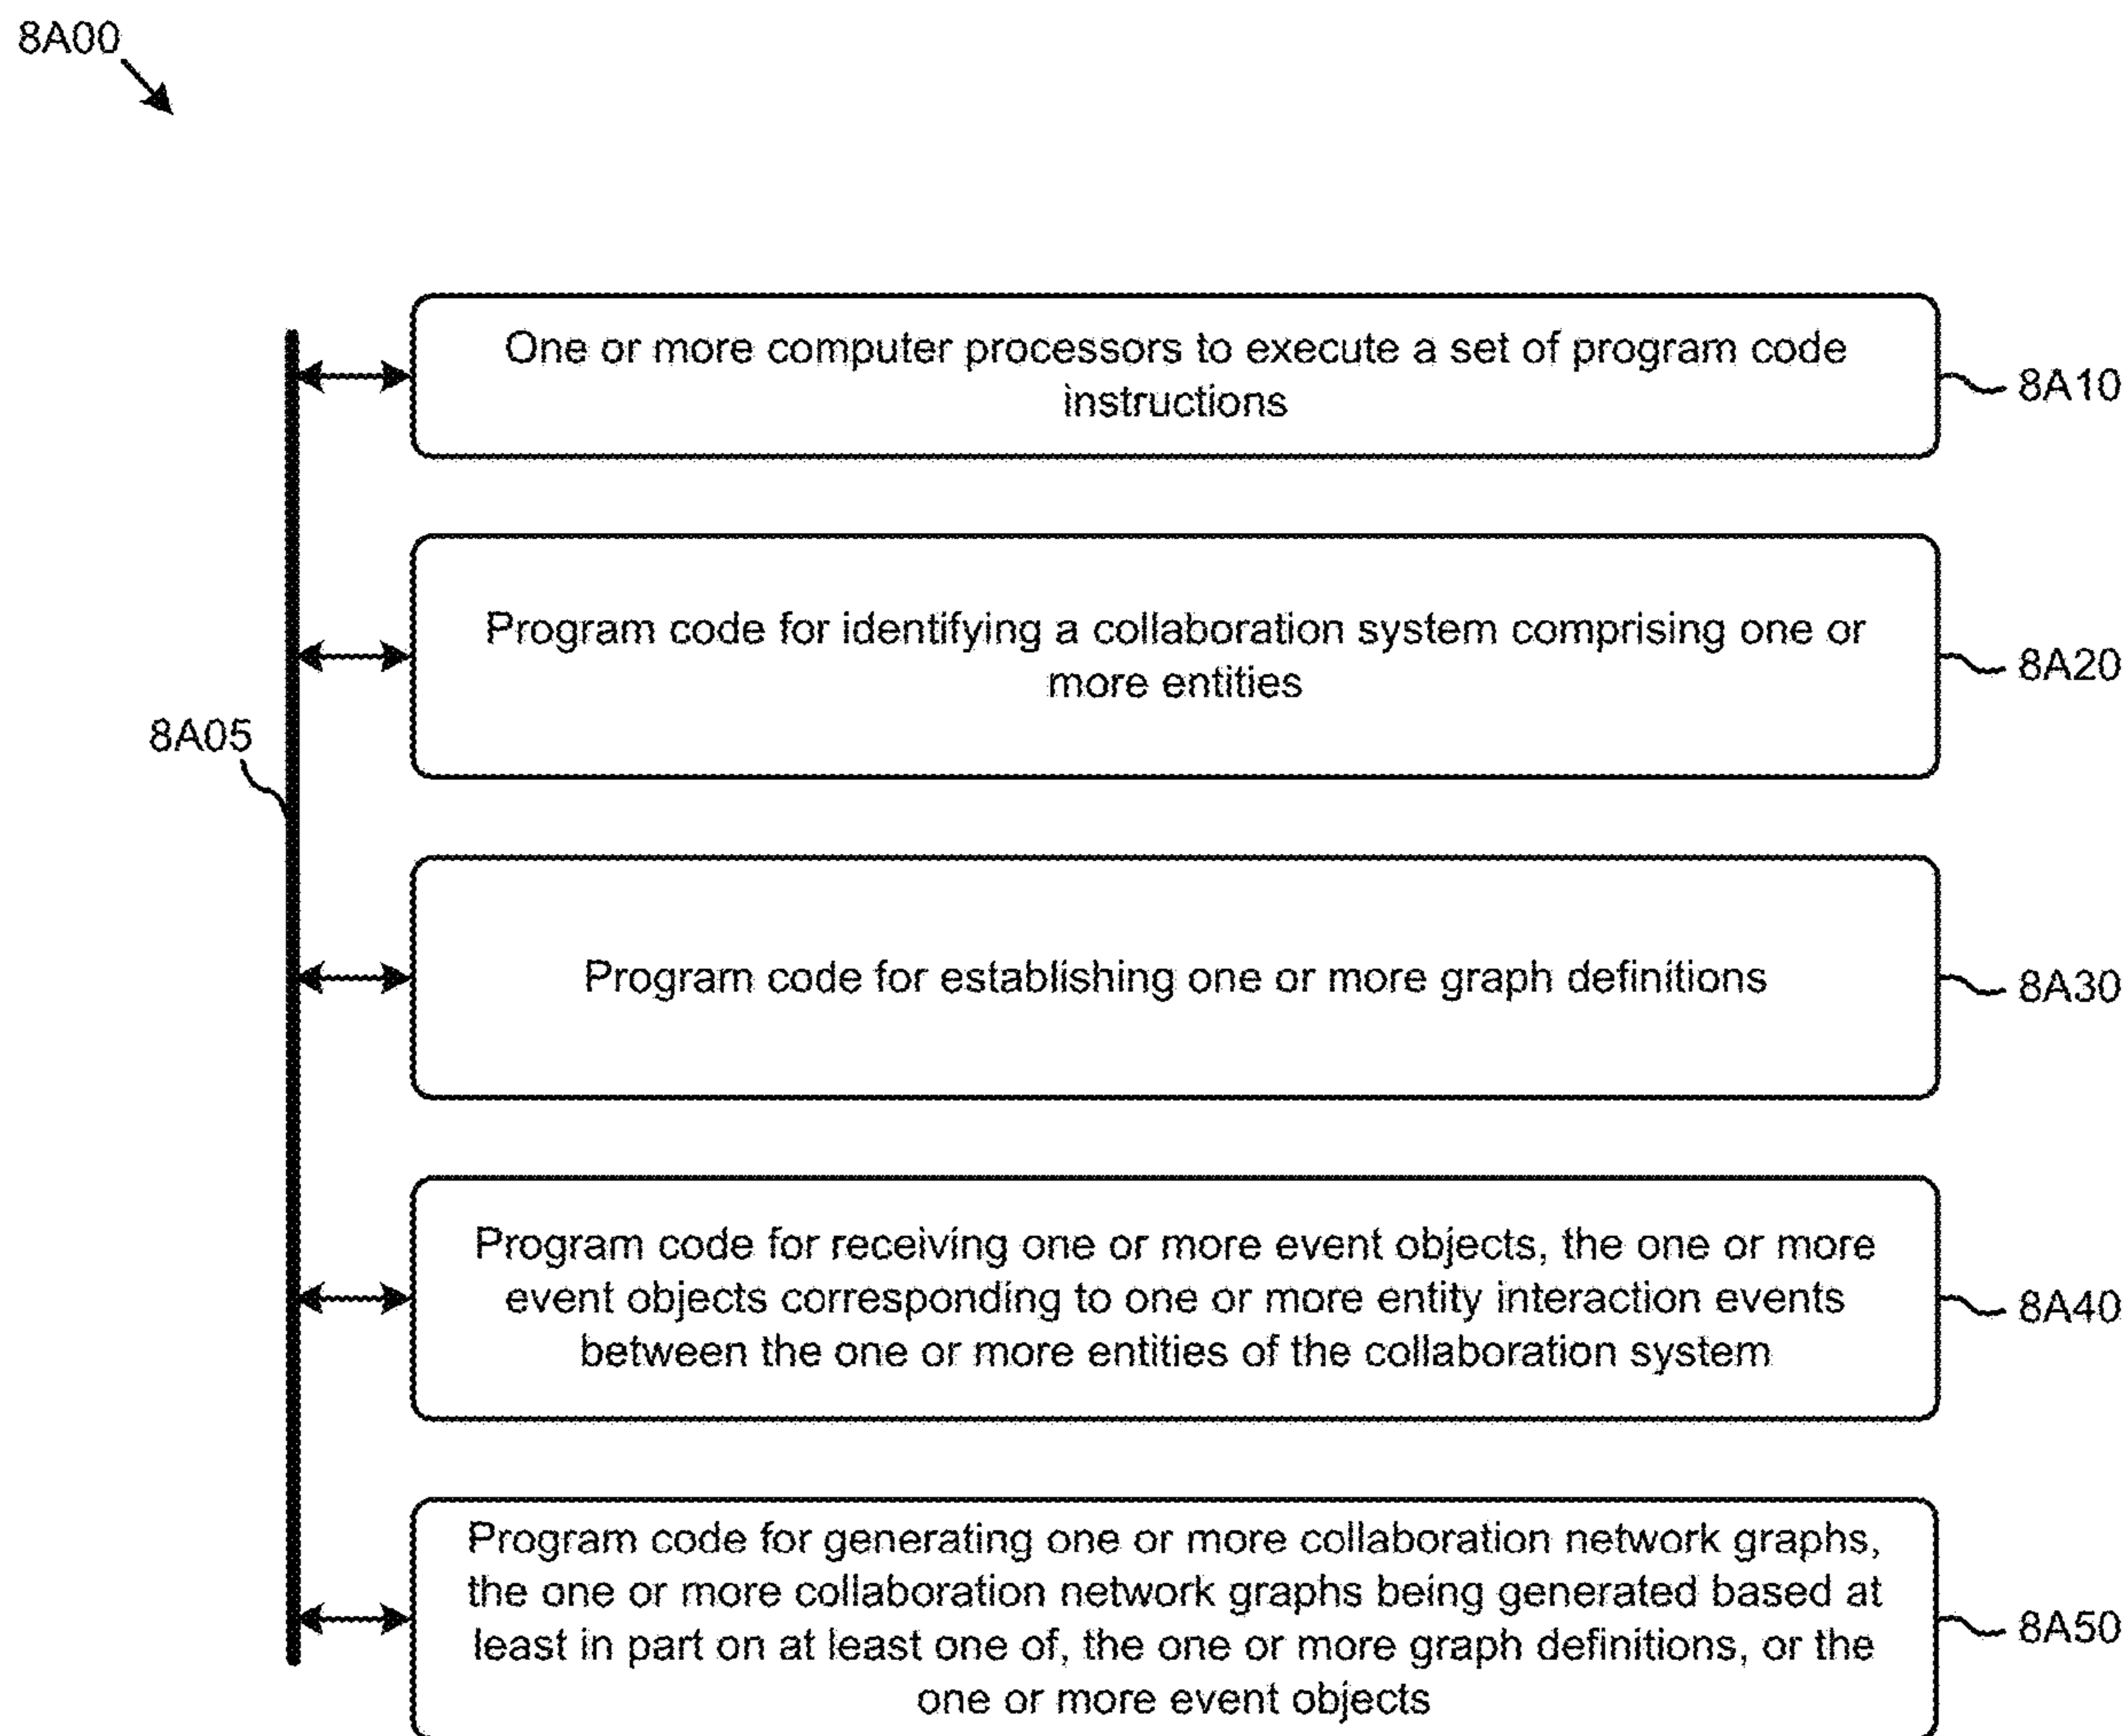 8A00
One or more computer processors to execute a set of program code
instructions
8A10
Program code for identifying a collaboration system comprising one or
more entities
8A20
8A05
Program code for establishing one or more graph definitions
8A30
Program code for receiving one or more event objects, the one or more
event objects corresponding to one or more entity interaction events
between the one or more entities of the collaboration system
8A40
Program code for generating one or more collaboration network graphs,
the one or more collaboration network graphs being generated based at
least in part on at least one of, the one or more graph definitions, or the
one or more event objects
8A50